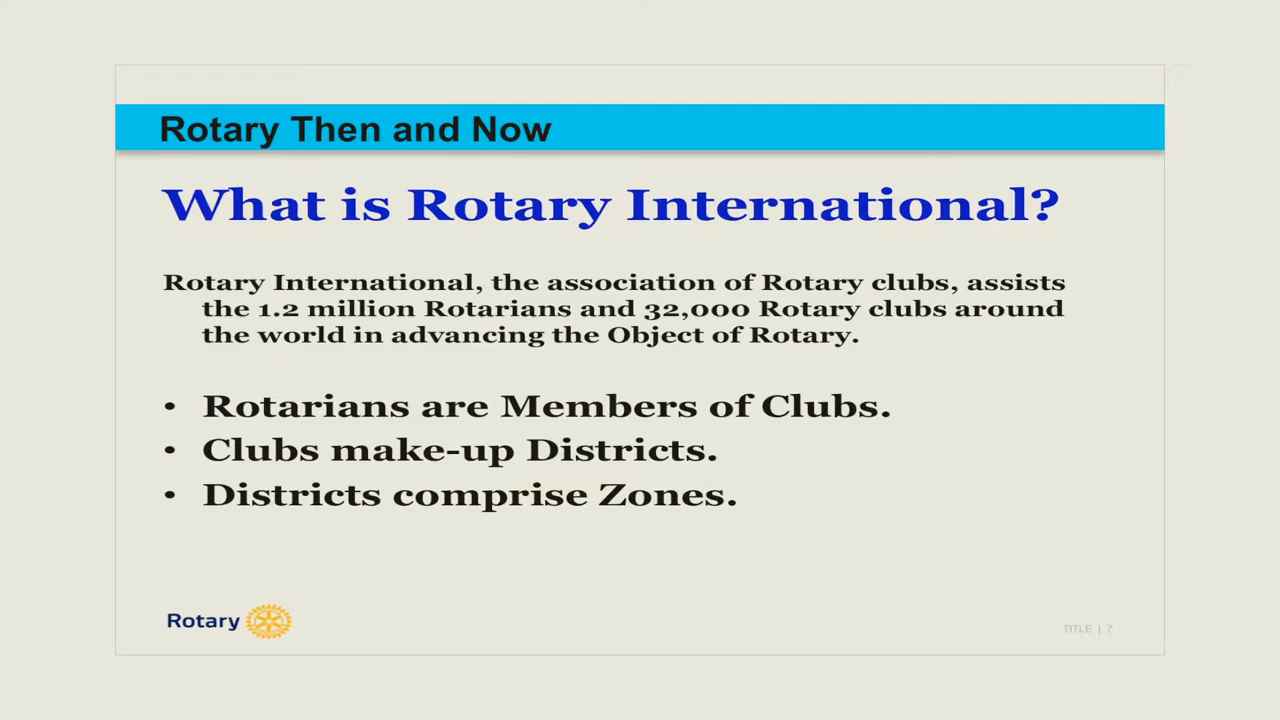 Rotary Then and Now
What is Rotary International?
Rotary International, the association of Rotary clubs, assists
the 1.2 million Rotarians and 32,000 Rotary clubs around
the world in advancing the Object of Rotary.
• Rotarians are Members of Clubs.
• Clubs make-up Districts.
• Districts comprise Zones.
Rotary
TITLE | 7